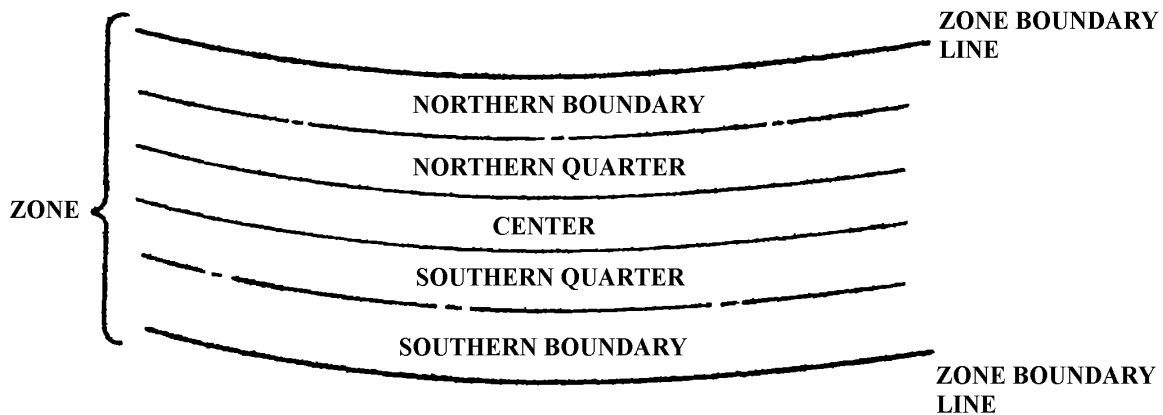 ZONE BOUNDARY
LINE
NORTHERN BOUNDARY
NORTHERN QUARTER
ZONE
CENTER
SOUTHERN QUARTER
SOUTHERN BOUNDARY
ZONE BOUNDARY
LINE